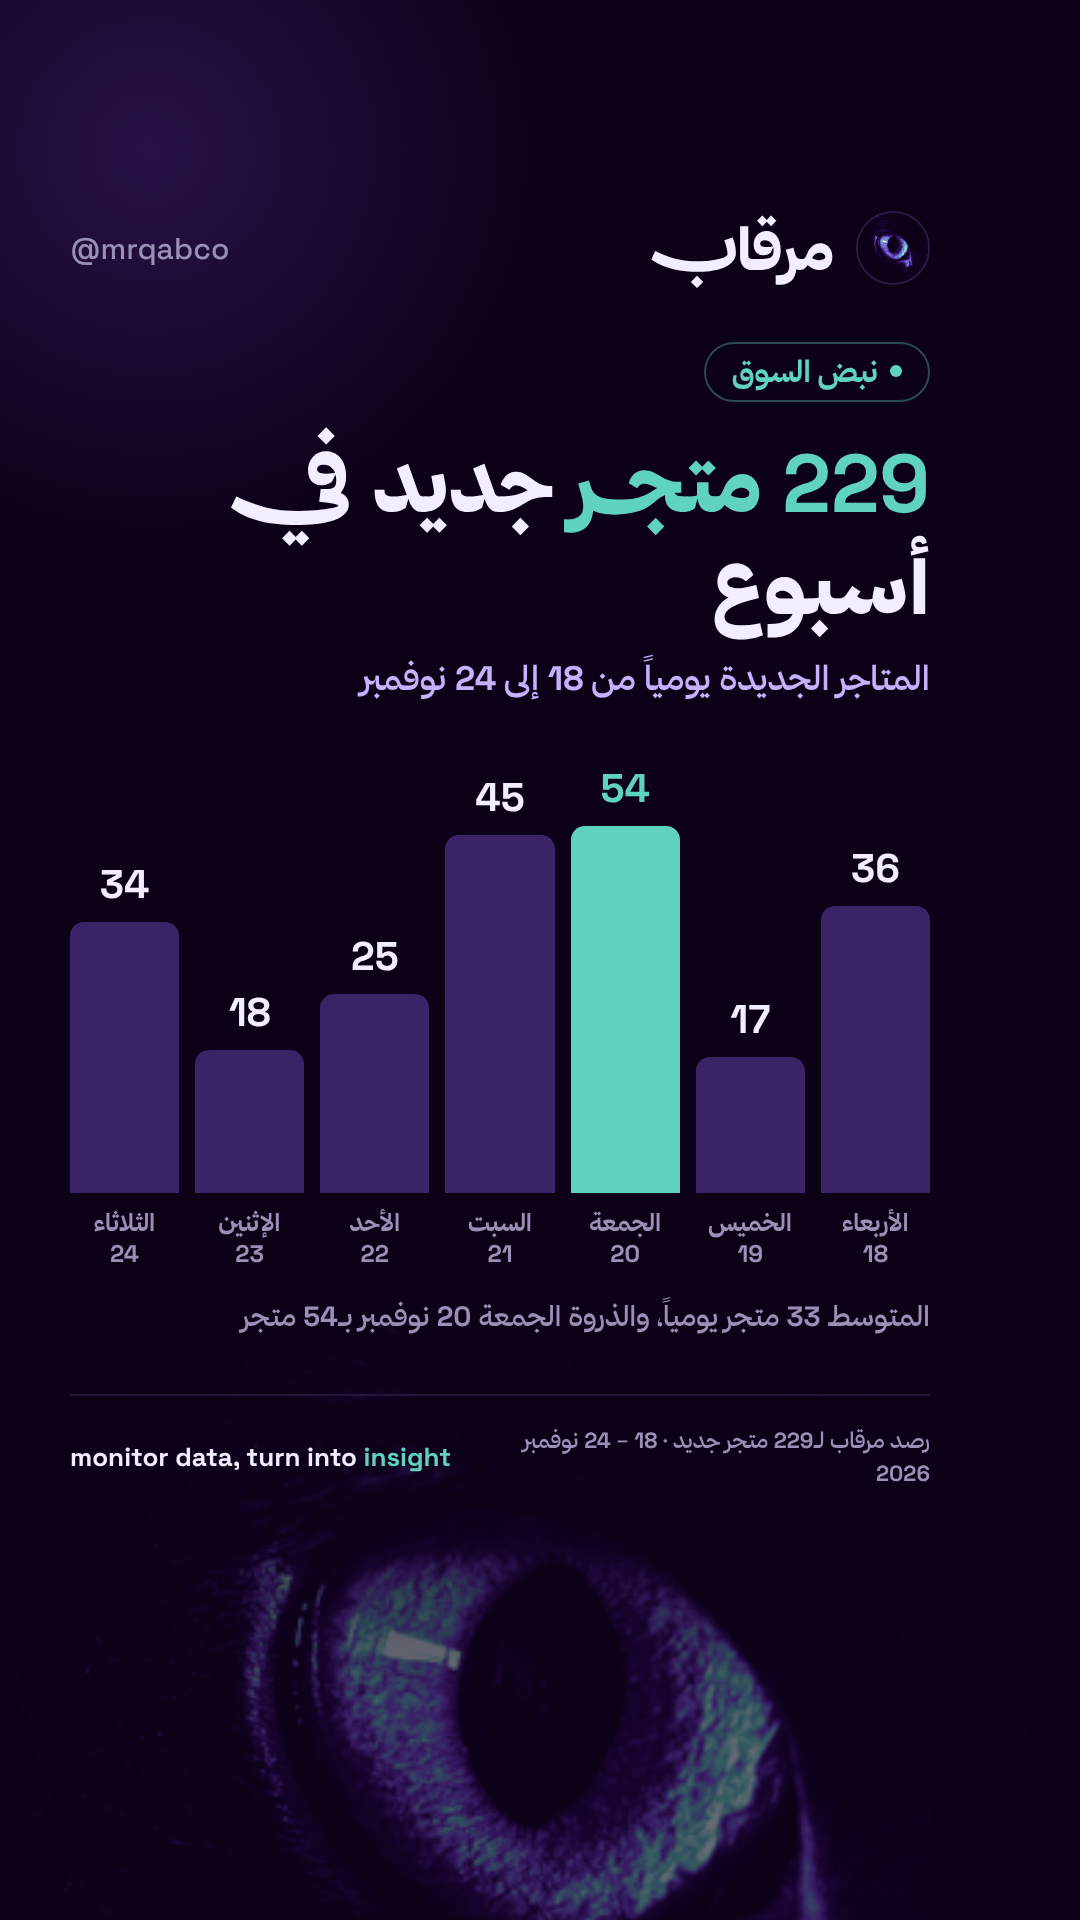 مرقاب
@mrqabco
نبض السوق
229 متجر جديد في
أسبوع
المتاجر الجديدة يومياً من 18 إلى 24 نوفمبر
36
17
54
45
25
18
34
الأربعاء
18
الخميس
19
الجمعة
20
السبت
21
الأحد
22
الإثنين
23
الثلاثاء
24
المتوسط 33 متجر يومياً، والذروة الجمعة 20 نوفمبر بـ54 متجر
رصد مرقاب لـ229 متجر جديد · 18 – 24 نوفمبر
2026
monitor data, turn into insight